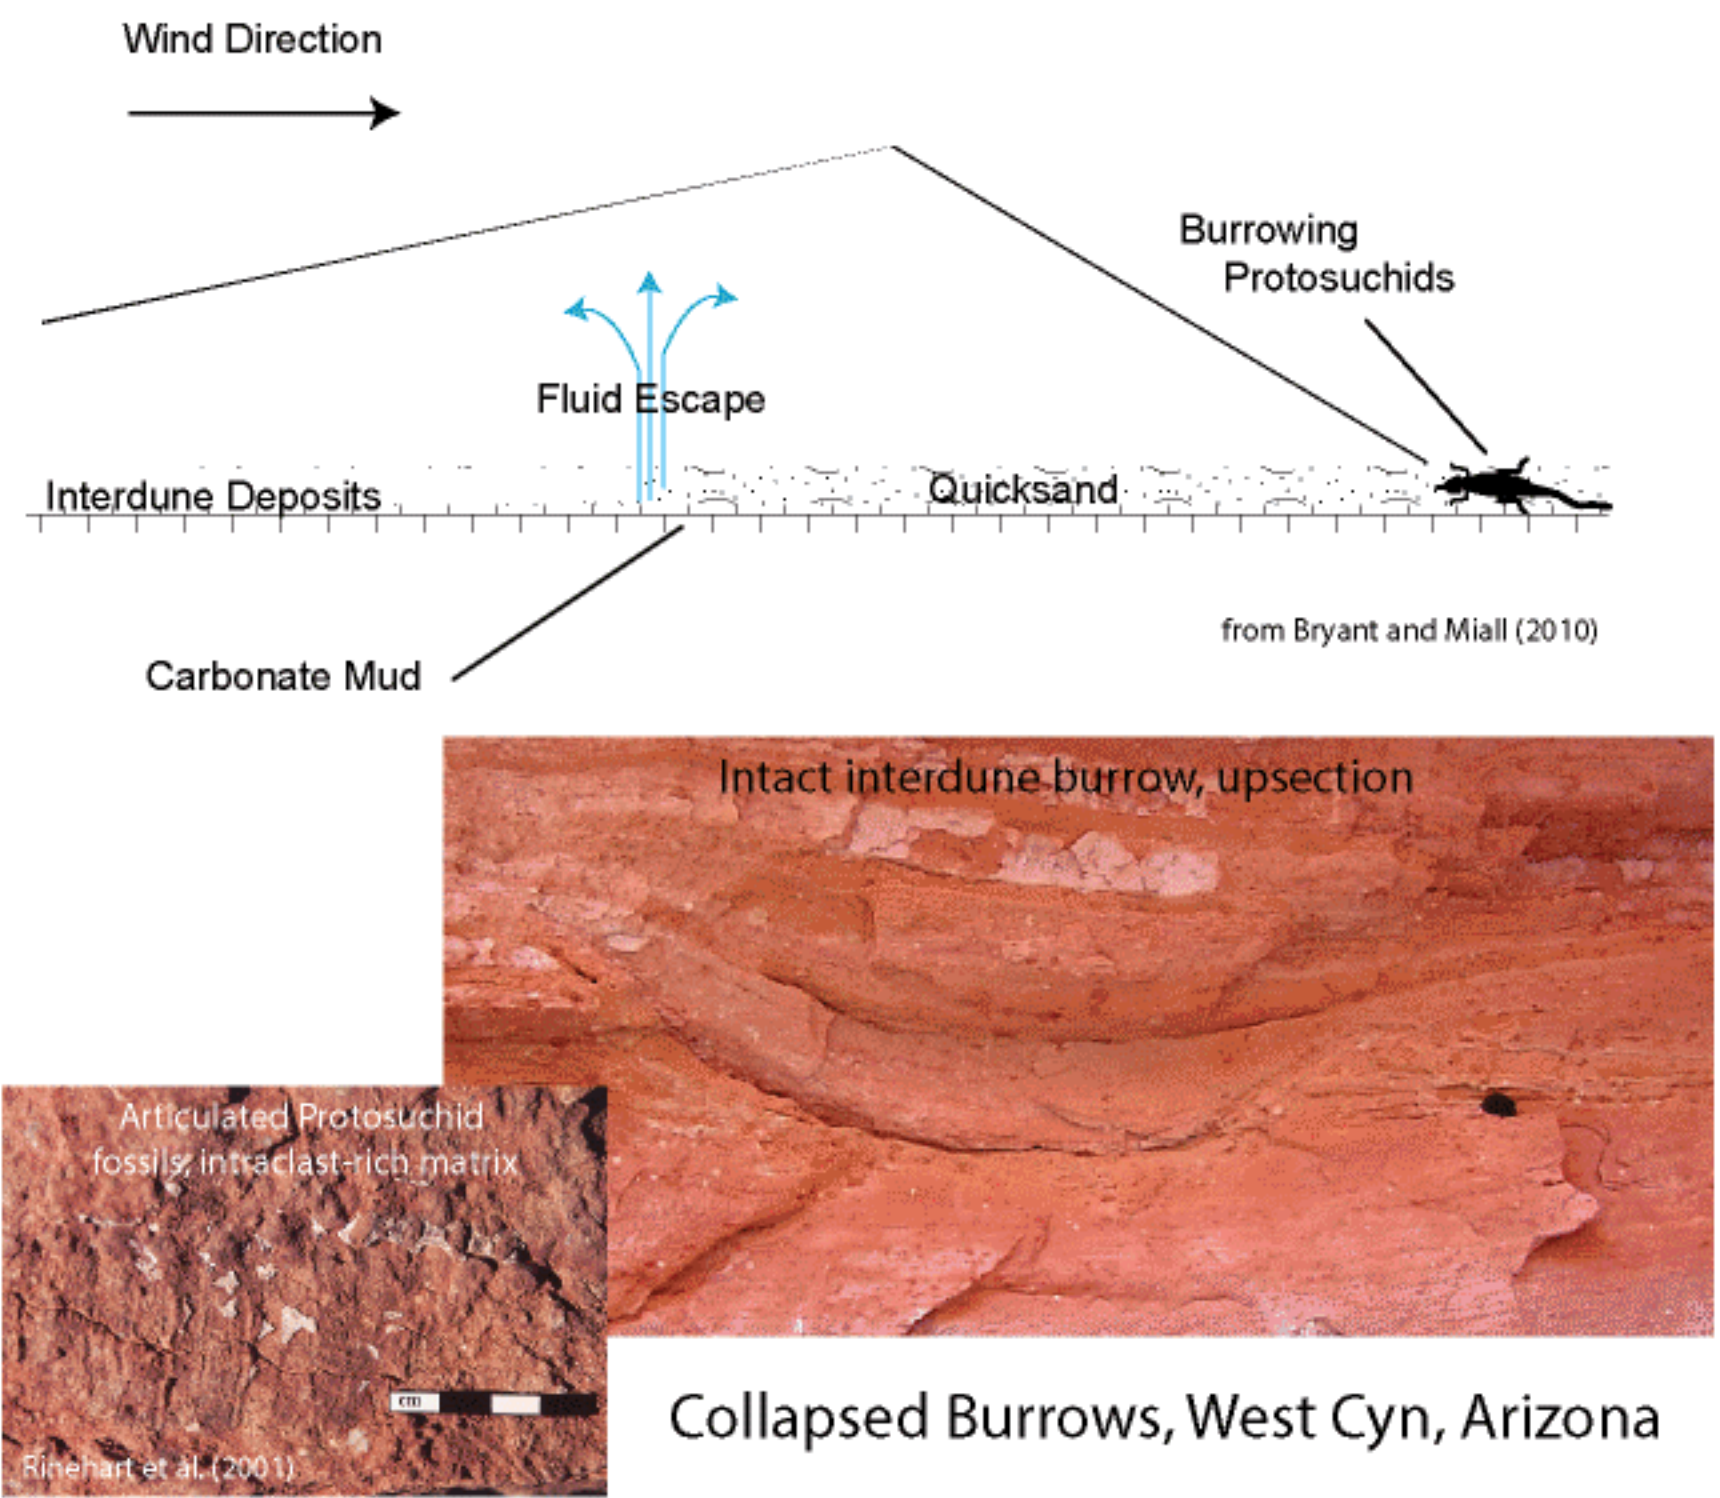 Wind Direction
Burrowing
Protosuchids
Fluid Escape
Interdune Deposits
Quicksand
from Bryant and Miall (2010)
Carbonate Mud
Intact interdune burrow, upsection
Articulated Protosuchid
fossils, intraclast-rich matrix
cm
Rinehart et al. (2001)
Collapsed Burrows, West Cyn, Arizona